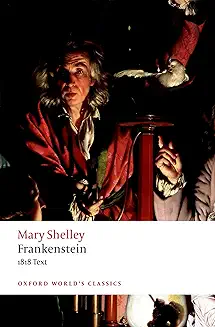 Mary Shelley
Frankenstein
1818 Text
OXFORD WORLD'S CLASSICS